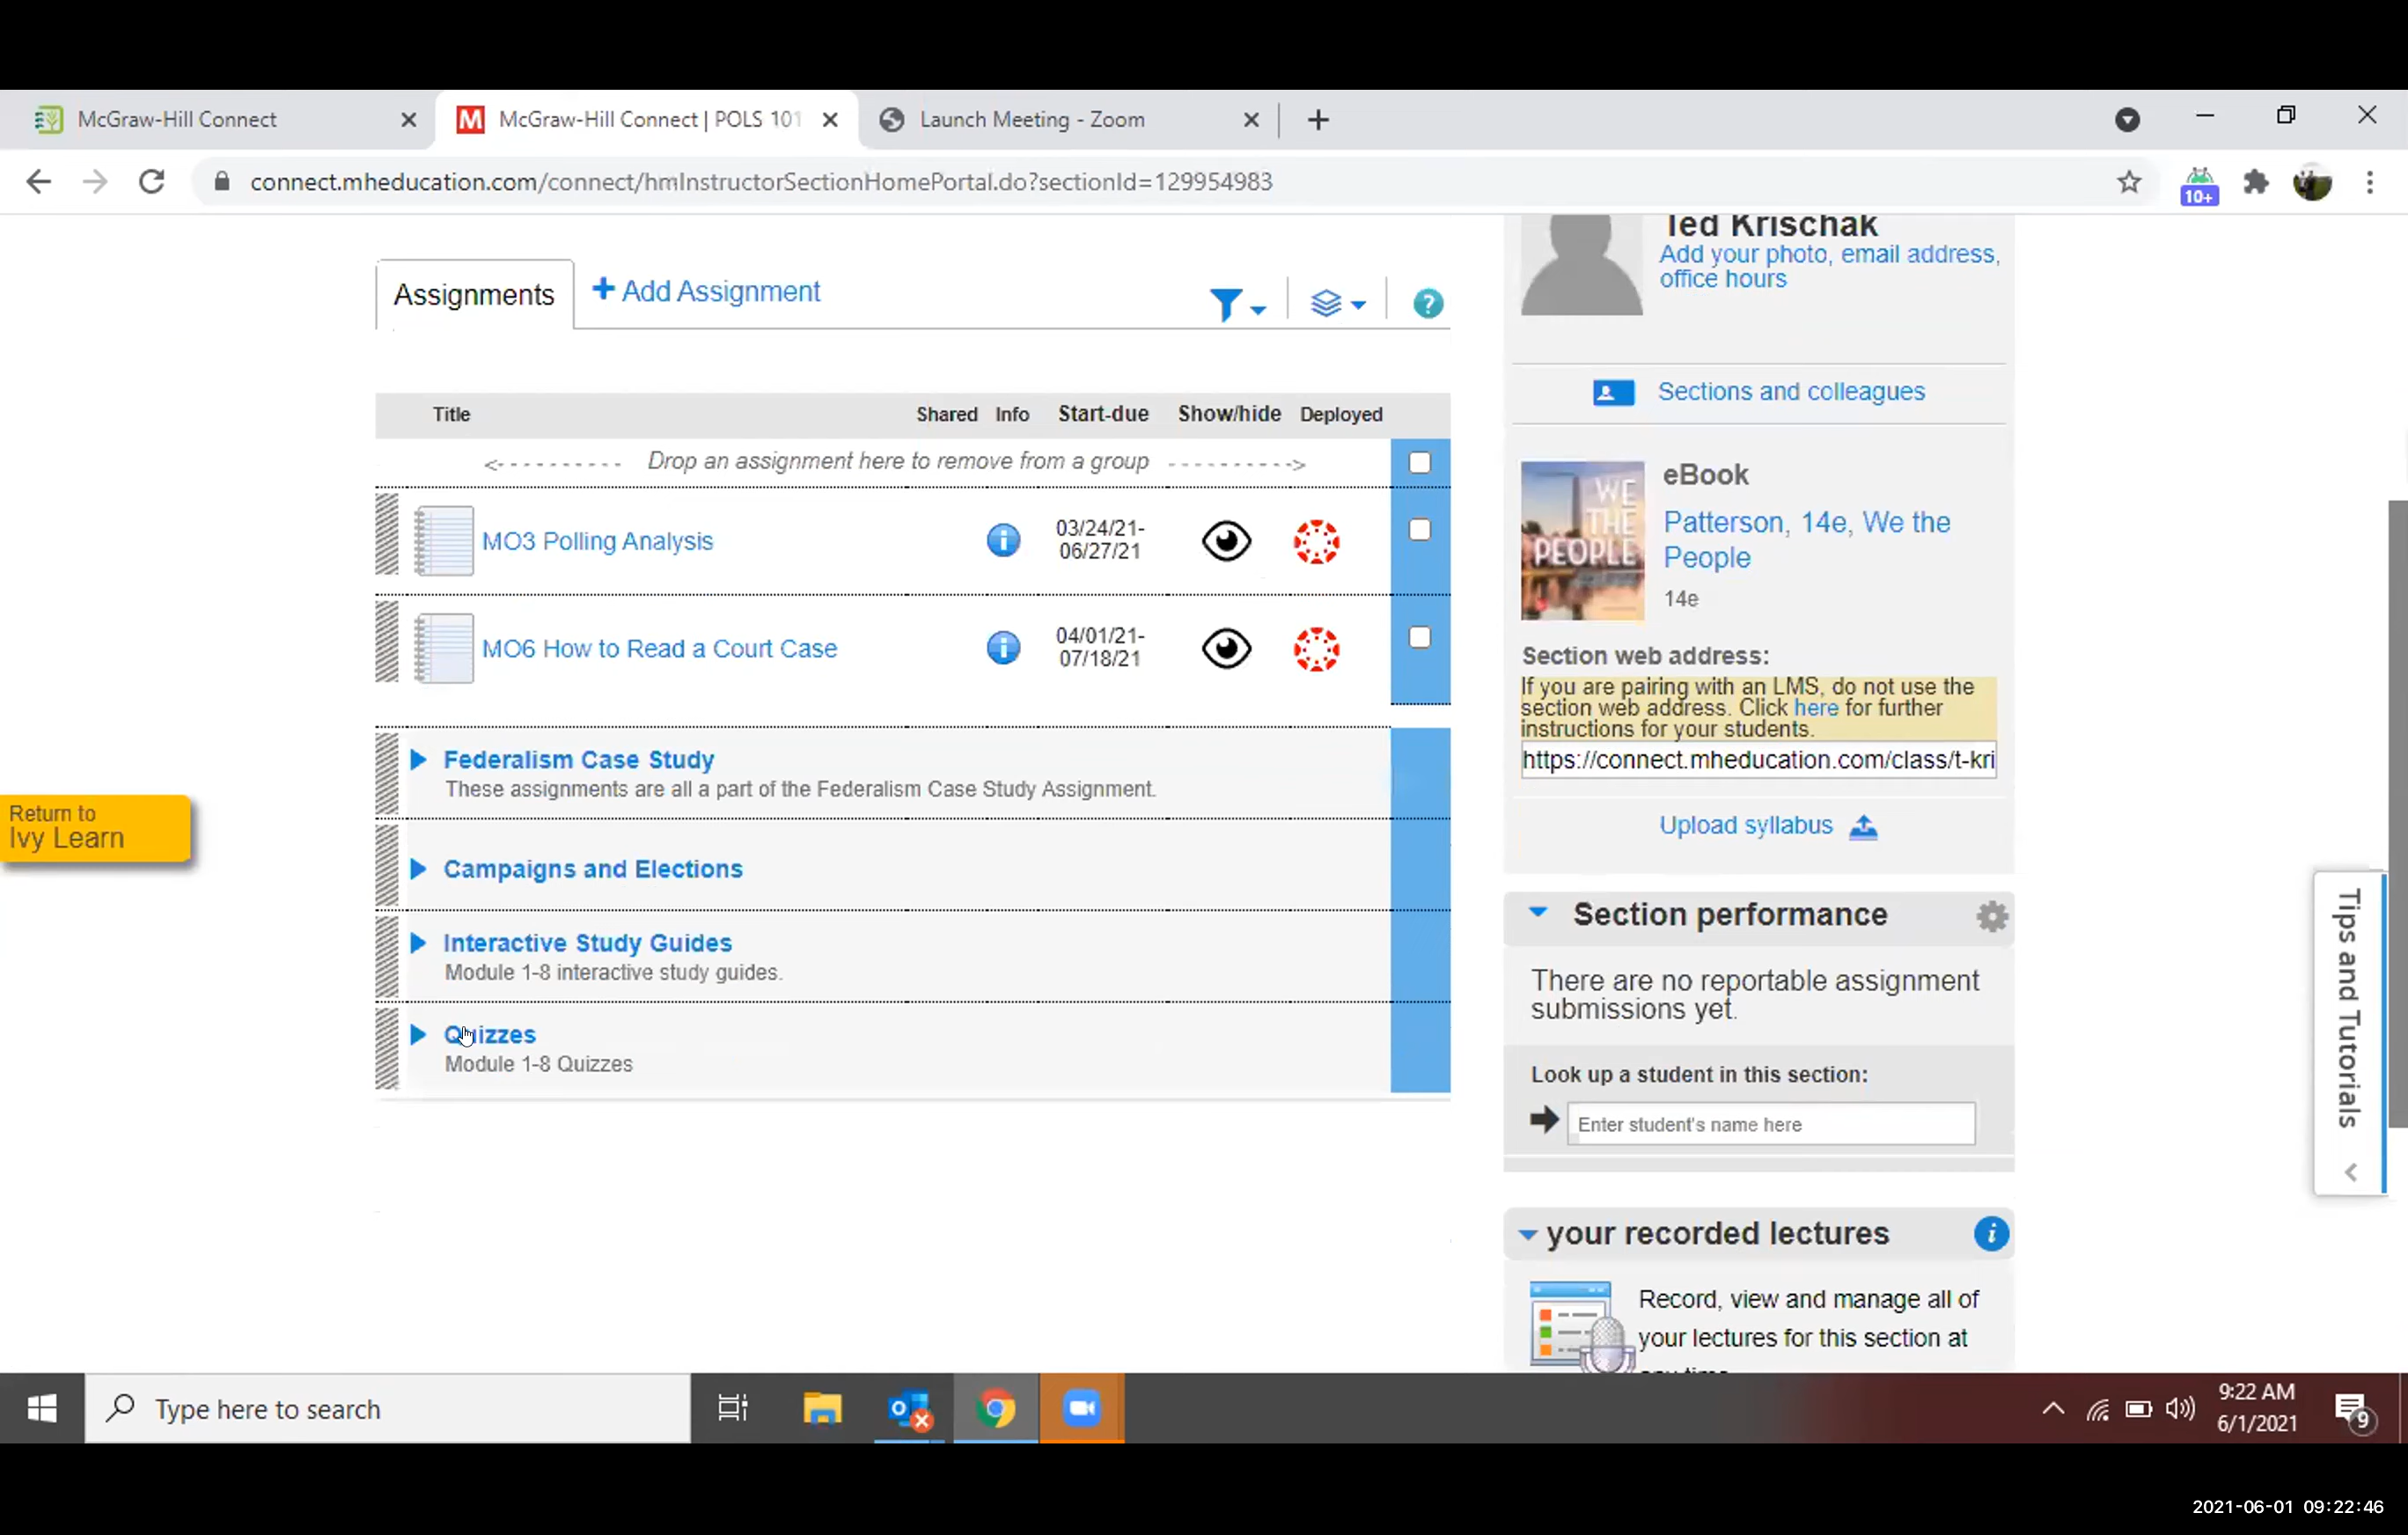 McGraw-Hill Connect
McGraw-Hill Connect | POLS 101
Launch Meeting - Zoom
connect.mheducation.com/connect/hmInstructorSectionHomePortal.do?sectionId=129954983
10+
Ted Krischak
Add your photo, email address,
office hours
Assignments
+ Add Assignment
?
Title Shared Info Start-due Show/hide Deployed
<---------- Drop an assignment here to remove from a group ---------->
MO3 Polling Analysis
03/24/21-
06/27/21
MO6 How to Read a Court Case
04/01/21-
07/18/21
Federalism Case Study
These assignments are all a part of the Federalism Case Study Assignment.
Campaigns and Elections
Interactive Study Guides
Module 1-8 interactive study guides.
Quizzes
Module 1-8 Quizzes
Return to
Ivy Learn
Sections and colleagues
WE
THE
PEOPLE
eBook
Patterson, 14e, We the
People
14e
Section web address:
If you are pairing with an LMS, do not use the
section web address. Click here for further
instructions for your students.
https://connect.mheducation.com/class/t-kri
Upload syllabus
Section performance
There are no reportable assignment
submissions yet.
Look up a student in this section:
Enter student's name here
your recorded lectures
Record, view and manage all of
your lectures for this section at
any time
Tips and Tutorials
Type here to search
9:22 AM
6/1/2021
9
2021-06-01 09:22:46